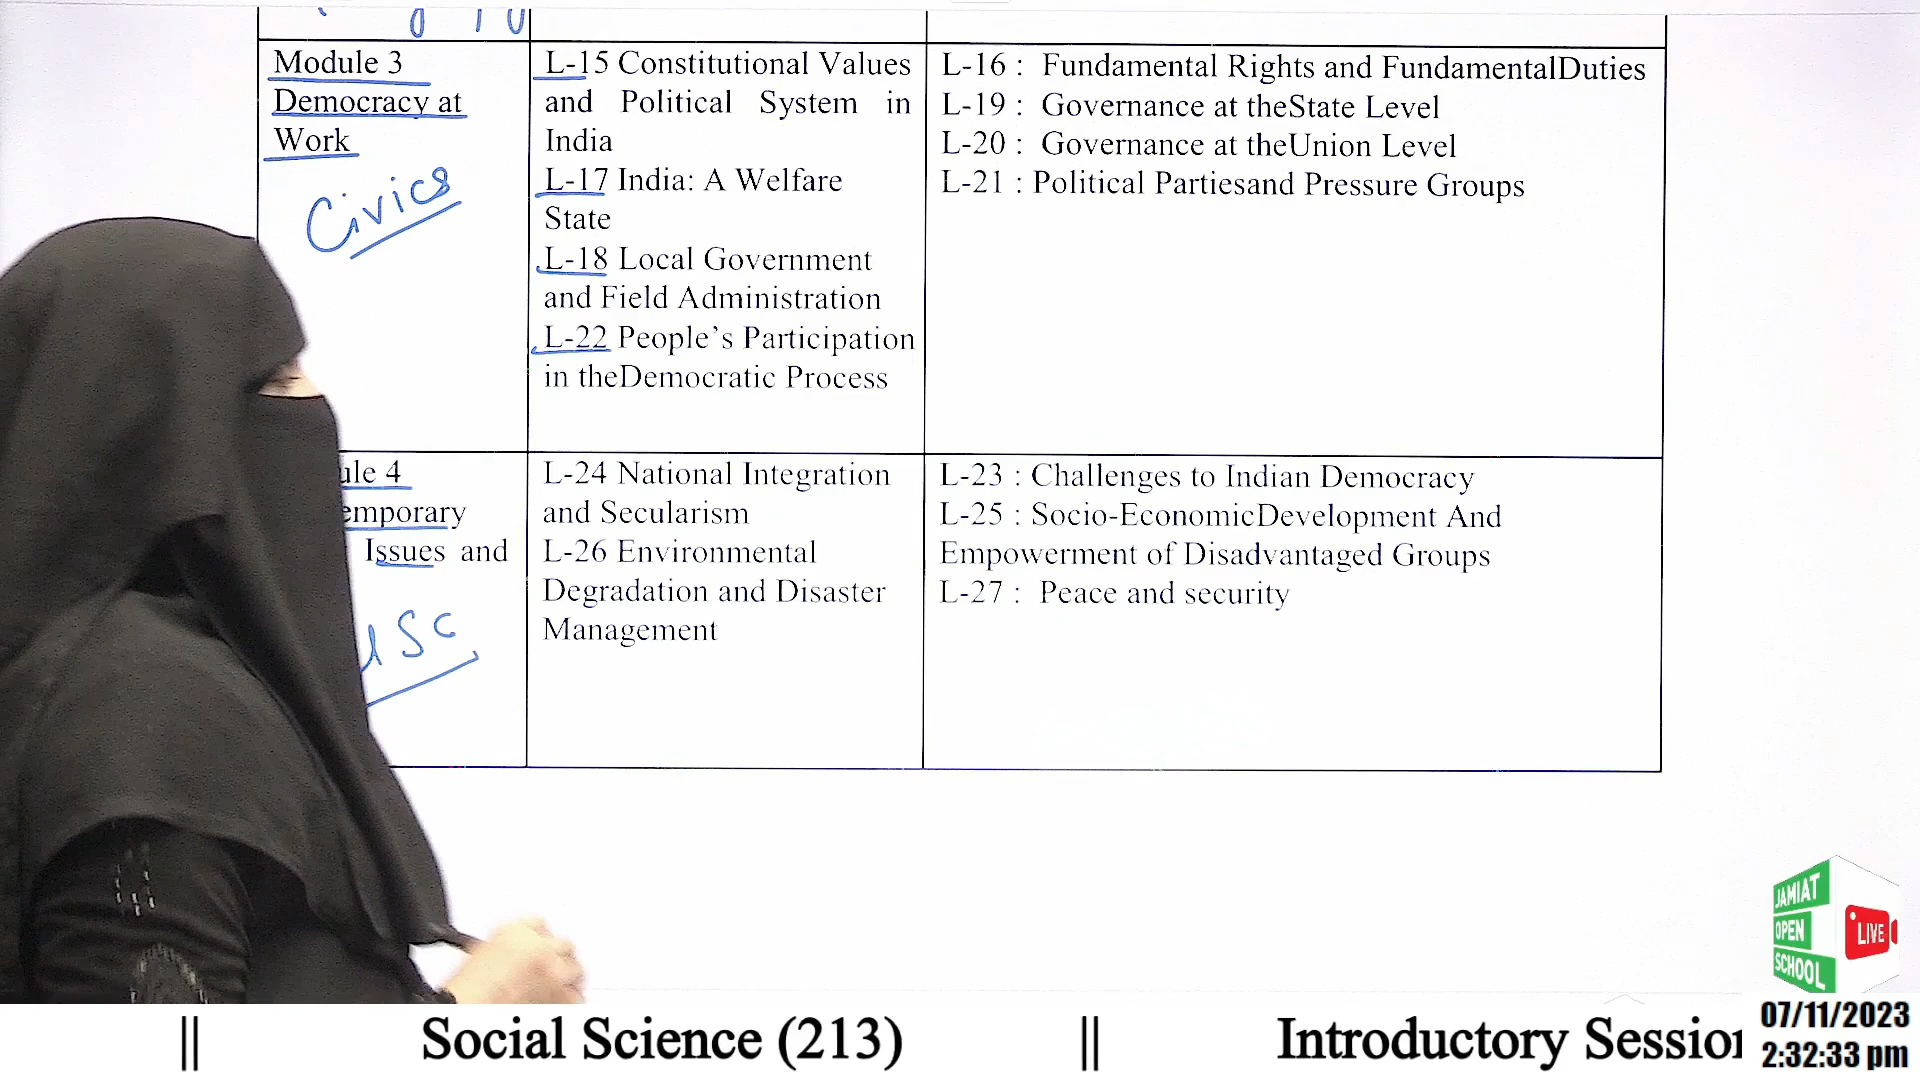 Module 3
Democracy at
Work
Civics
L-15 Constitutional Values
and Political System in
India
L-17 India: A Welfare
State
L-18 Local Government
and Field Administration
L-22 People's Participation
in theDemocratic Process
L-16 : Fundamental Rights and FundamentalDuties
L-19 : Governance at theState Level
L-20 : Governance at theUnion Level
L-21 : Political Partiesand Pressure Groups
ule 4
emporary
Issues and
L-24 National Integration
and Secularism
L-26 Environmental
Degradation and Disaster
Management
L-23 : Challenges to Indian Democracy
L-25 : Socio-EconomicDevelopment And
Empowerment of Disadvantaged Groups
L-27 : Peace and security
JAMIAT
OPEN
SCHOOL
LIVE
|| Social Science (213) || Introductory Session
07/11/2023
2:32:33 pm